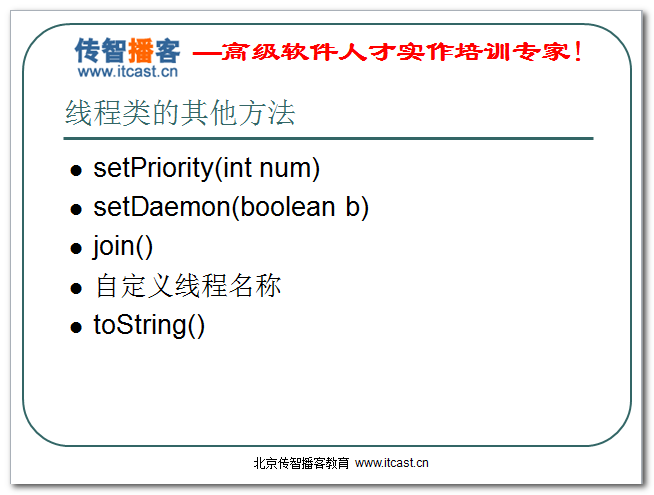 传智播客 —高级软件人才实作培训专家!
www.itcast.cn
线程类的其他方法
● setPriority(int num)
● setDaemon(boolean b)
● join()
● 自定义线程名称
● toString()
北京传智播客教育 www.itcast.cn